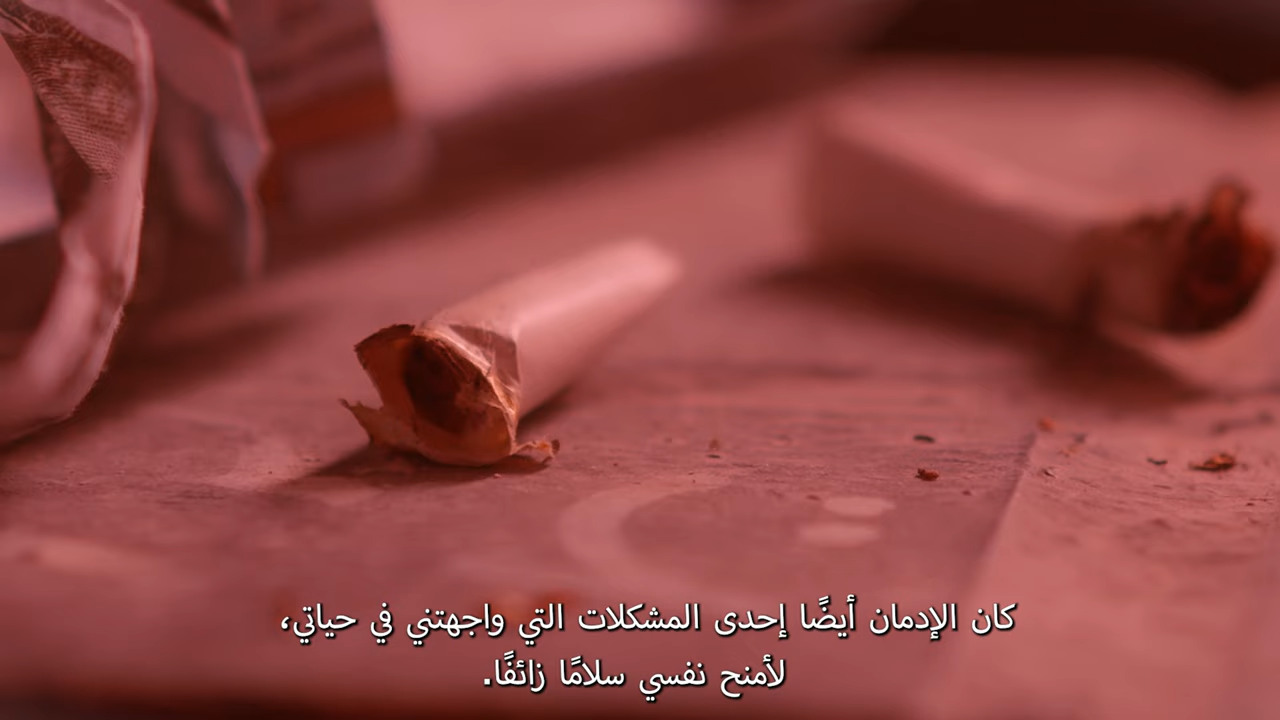 كان الإدمان أيضًا إحدى المشكلات التي واجهتني في حياتي،
لأمنح نفسي سلامًا زائفًا.